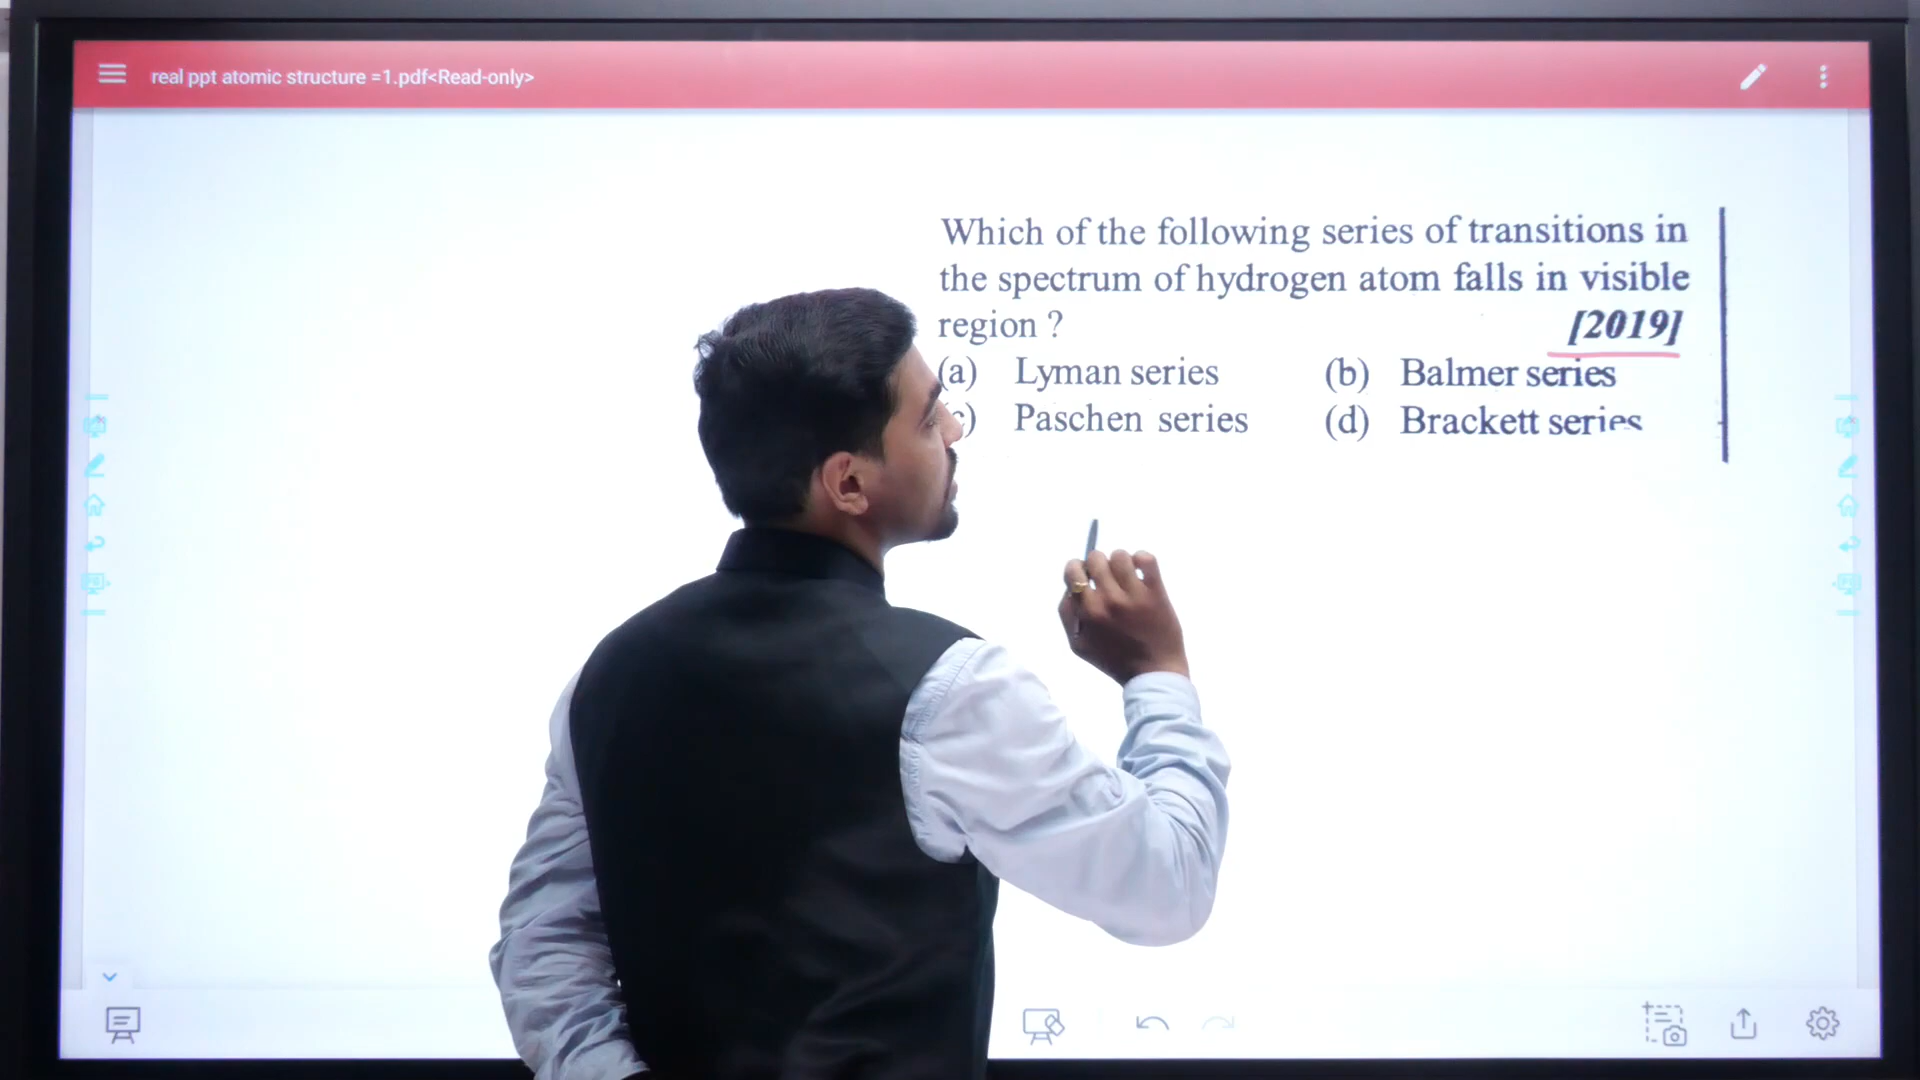 real ppt atomic structure =1.pdf<Read-only>
Which of the following series of transitions in
the spectrum of hydrogen atom falls in visible
region ? [2019]
(a) Lyman series (b) Balmer series
c) Paschen series (d) Brackett series